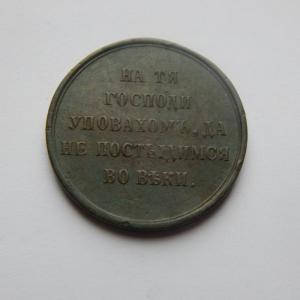 НА ТЯ
ГОСПОДИ
УПОВАХОМЪ, ДА
НЕ ПОСТЫДИМСЯ
ВО ВѢКИ.